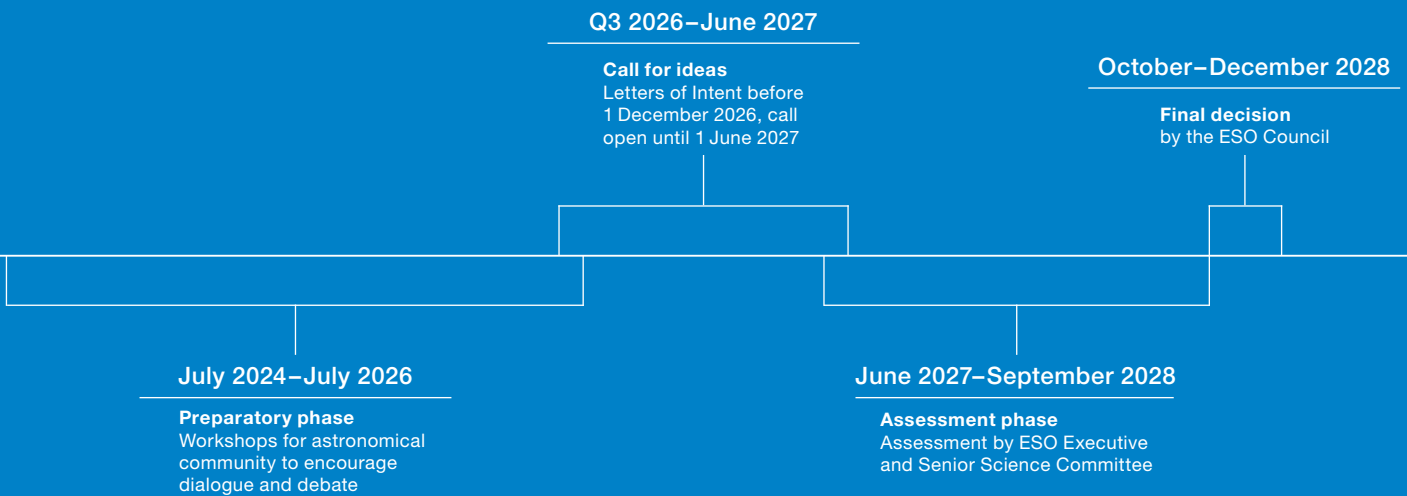 Q3 2026–June 2027
Call for ideas
Letters of Intent before
1 December 2026, call
open until 1 June 2027
October–December 2028
Final decision
by the ESO Council
July 2024–July 2026
Preparatory phase
Workshops for astronomical
community to encourage
dialogue and debate
June 2027–September 2028
Assessment phase
Assessment by ESO Executive
and Senior Science Committee